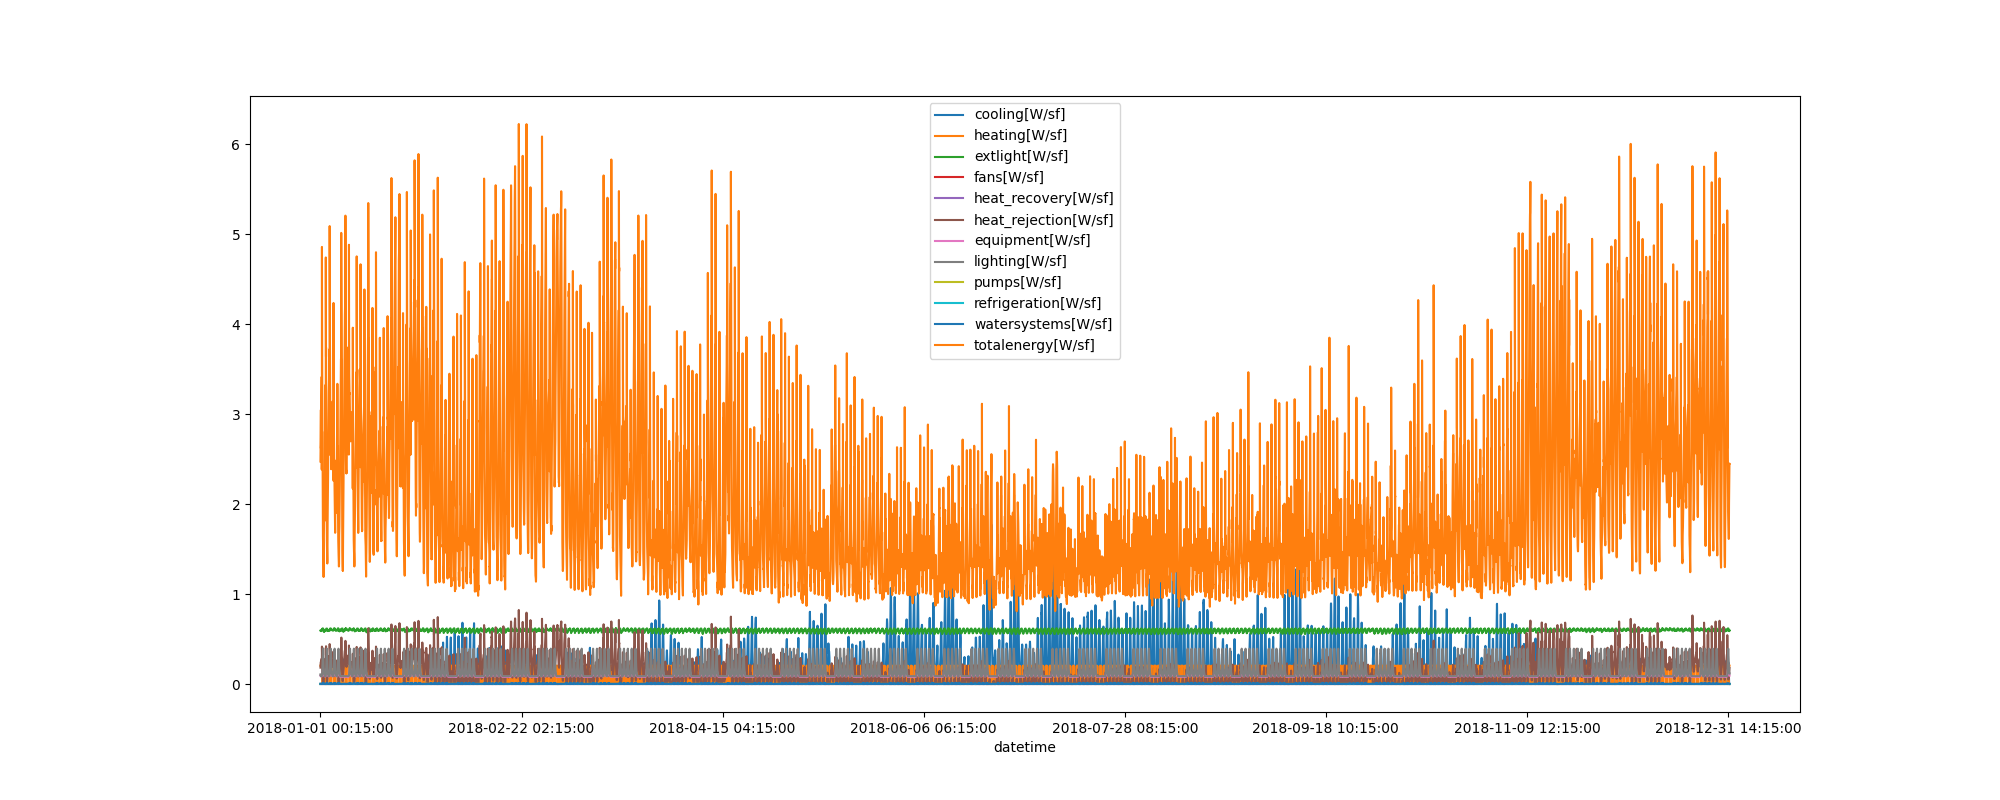 cooling[W/sf]
heating[W/sf]
extlight[W/sf]
fans[W/sf]
heat_recovery[W/sf]
heat_rejection[W/sf]
equipment[W/sf]
lighting[W/sf]
pumps[W/sf]
refrigeration[W/sf]
watersystems[W/sf]
totalenergy[W/sf]
6
5
4
3
2
1
0
2018-01-01 00:15:00 2018-02-22 02:15:00 2018-04-15 04:15:00 2018-06-06 06:15:00 2018-07-28 08:15:00 2018-09-18 10:15:00 2018-11-09 12:15:00 2018-12-31 14:15:00
datetime